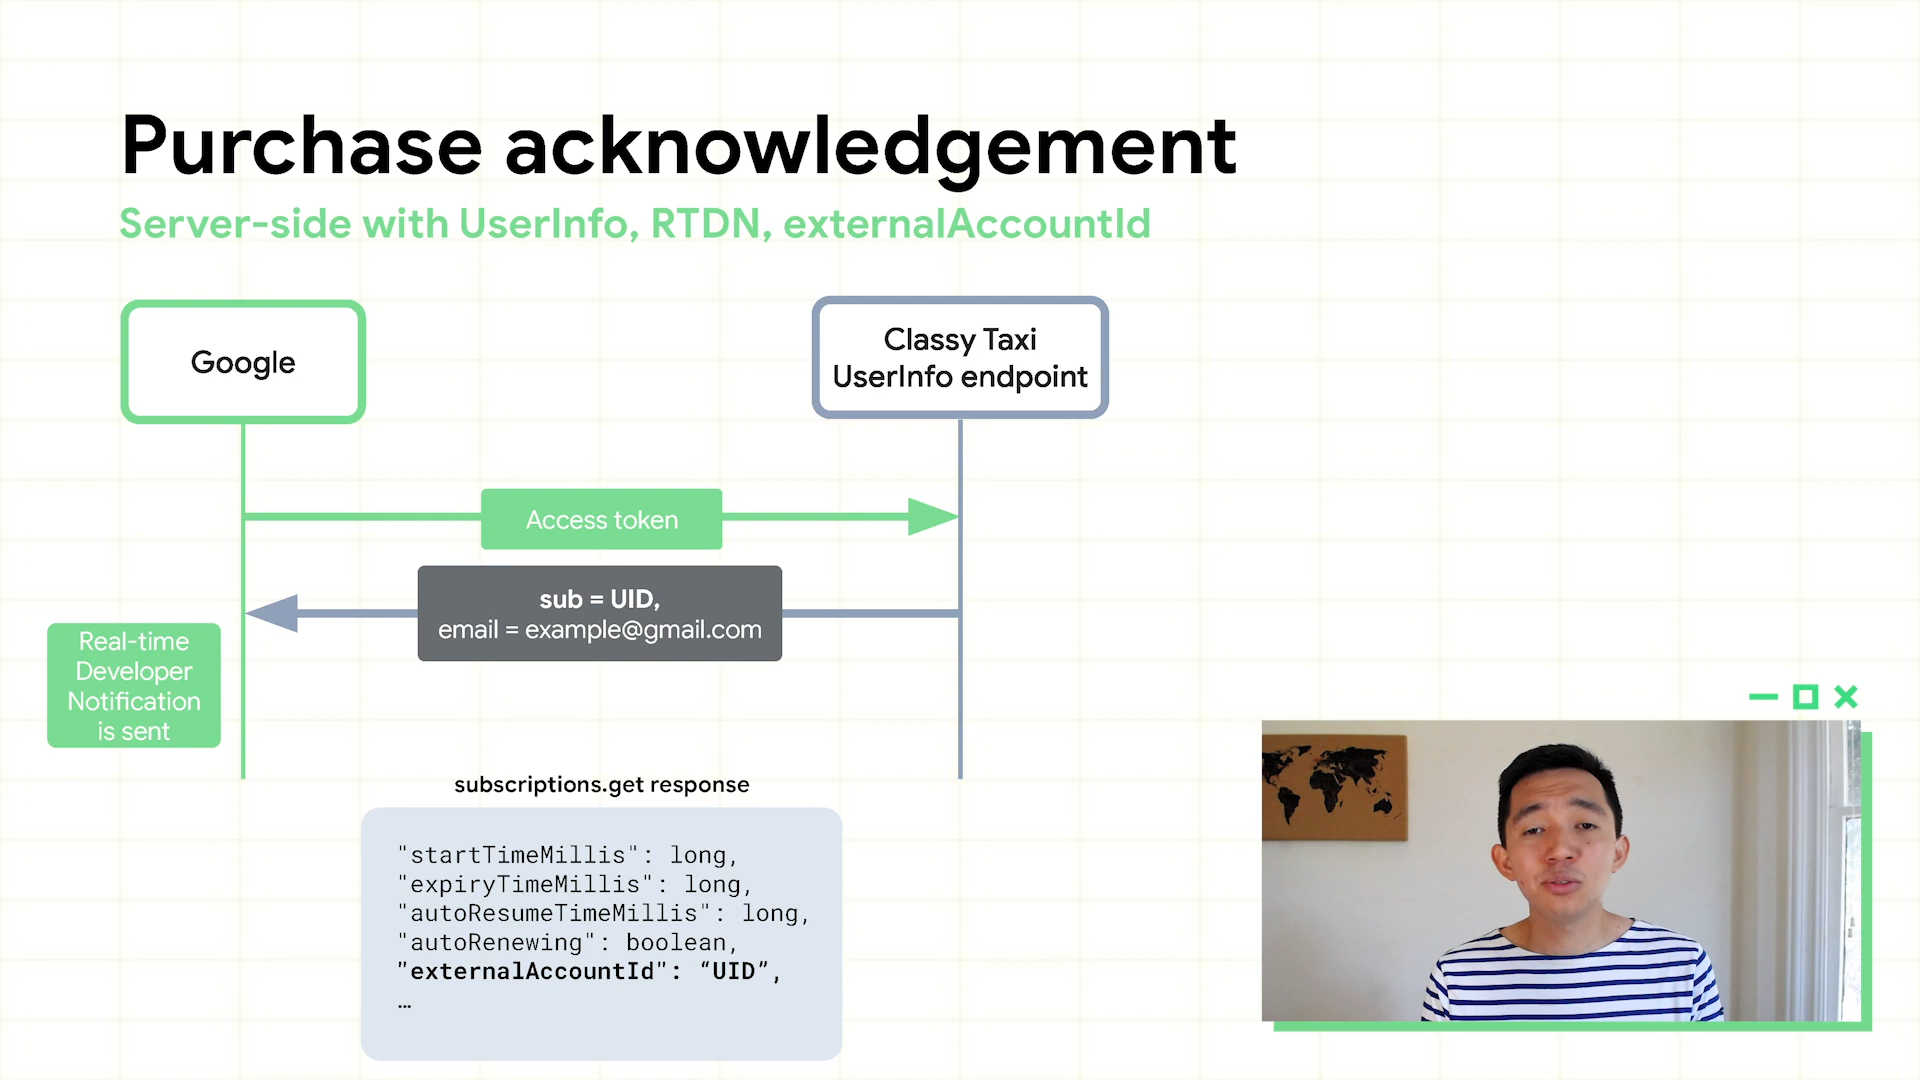 Purchase acknowledgement
Server-side with UserInfo, RTDN, externalAccountId
Google
Classy Taxi
UserInfo endpoint
Access token
sub = UID,
email = example@gmail.com
Real-time
Developer
Notification
is sent
subscriptions.get response
"startTimeMillis": long,
"expiryTimeMillis": long,
"autoResumeTimeMillis": long,
"autoRenewing": boolean,
"externalAccountId": “UID”,
…